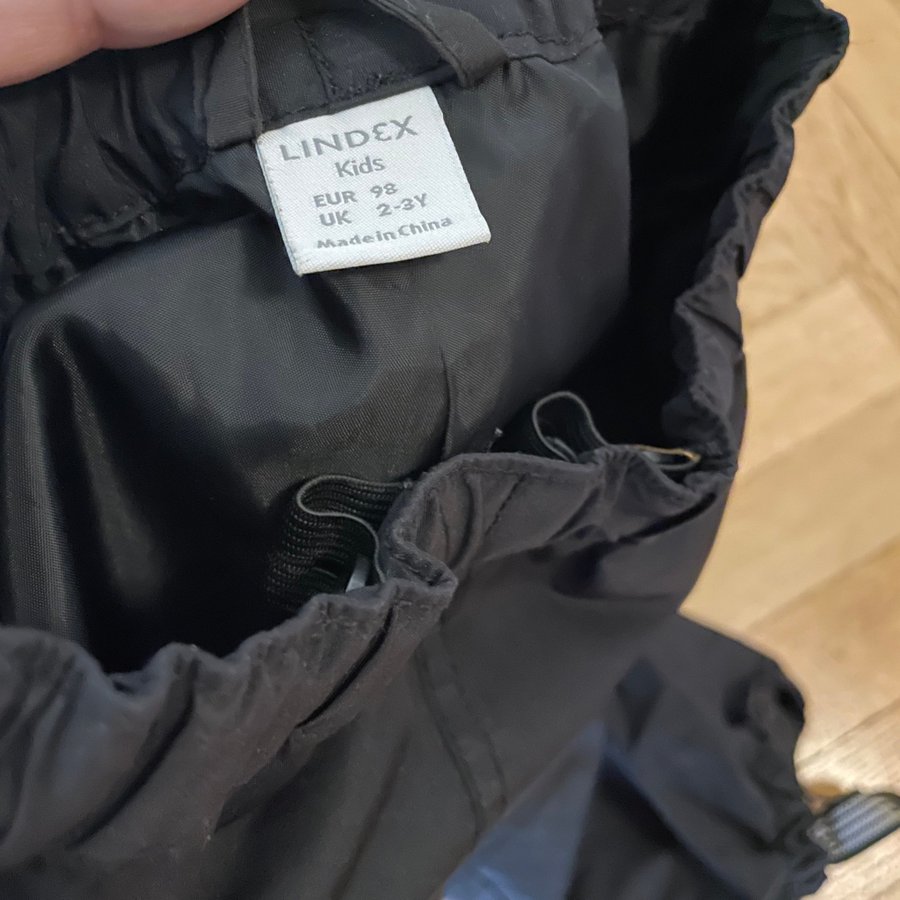 LINDEX
Kids
EUR 98
UK 2-3Y
Made in China